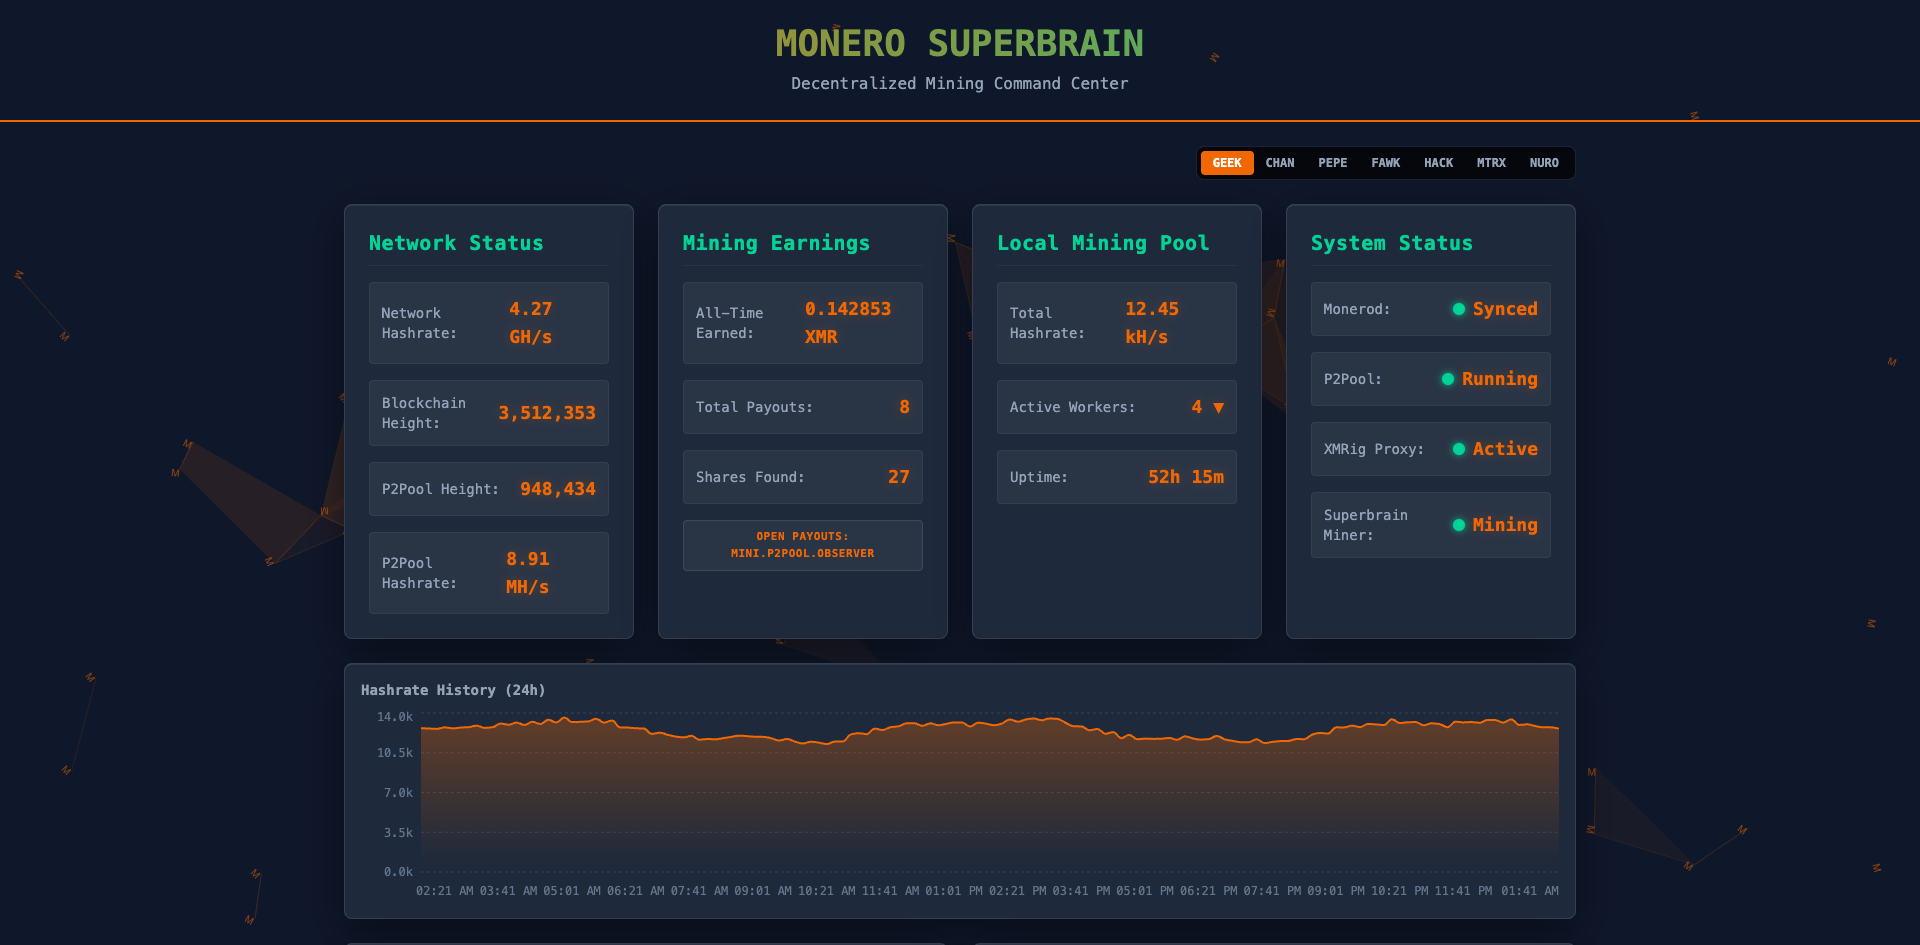 MONERO SUPERBRAIN
Decentralized Mining Command Center
GEEK CHAN PEPE FAWK HACK MTRX NURO
Network Status
Network
Hashrate:
4.27
GH/s
Blockchain
Height:
3,512,353
P2Pool Height: 948,434
P2Pool
Hashrate:
8.91
MH/s
Mining Earnings
All-Time
Earned:
0.142853
XMR
Total Payouts: 8
Shares Found: 27
OPEN PAYOUTS:
MINI.P2POOL.OBSERVER
Local Mining Pool
Total
Hashrate:
12.45
kH/s
Active Workers: 4 ▼
Uptime: 52h 15m
System Status
Monerod: Synced
P2Pool: Running
XMRig Proxy: Active
Superbrain
Miner:
Mining
Hashrate History (24h)
14.0k
10.5k
7.0k
3.5k
0.0k
02:21 AM 03:41 AM 05:01 AM 06:21 AM 07:41 AM 09:01 AM 10:21 AM 11:41 AM 01:01 PM 02:21 PM 03:41 PM 05:01 PM 06:21 PM 07:41 PM 09:01 PM 10:21 PM 11:41 PM 01:41 AM